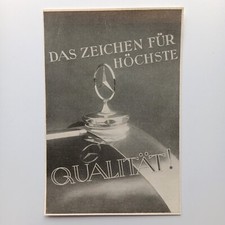 DAS ZEICHEN FÜR
HÖCHSTE
QUALITÄT!